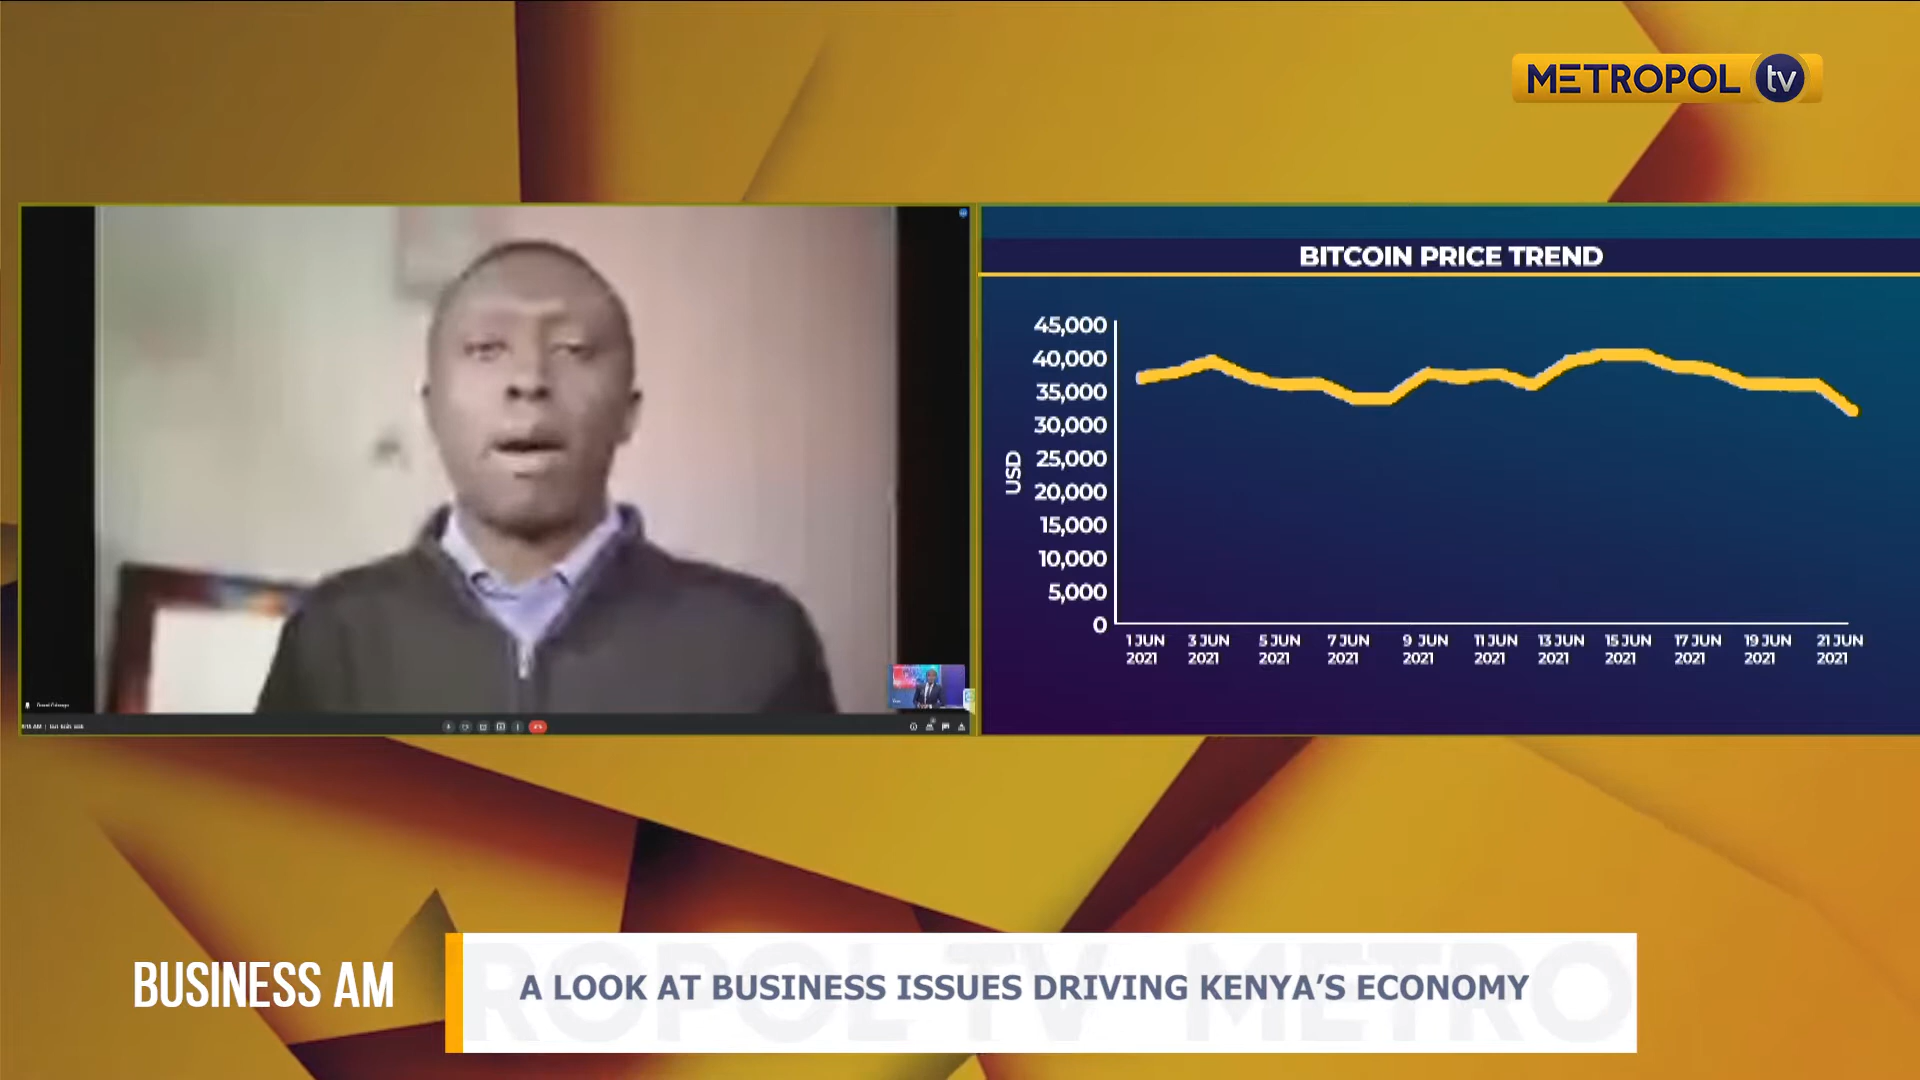 METROPOL tv
BITCOIN PRICE TREND
45,000
40,000
35,000
30,000
25,000
20,000
15,000
10,000
5,000
0
USD
1 JUN 2021
3 JUN 2021
5 JUN 2021
7 JUN 2021
9 JUN 2021
11 JUN 2021
13 JUN 2021
15 JUN 2021
17 JUN 2021
19 JUN 2021
21 JUN 2021
BUSINESS AM
A LOOK AT BUSINESS ISSUES DRIVING KENYA’S ECONOMY
ROPOL TV METRO